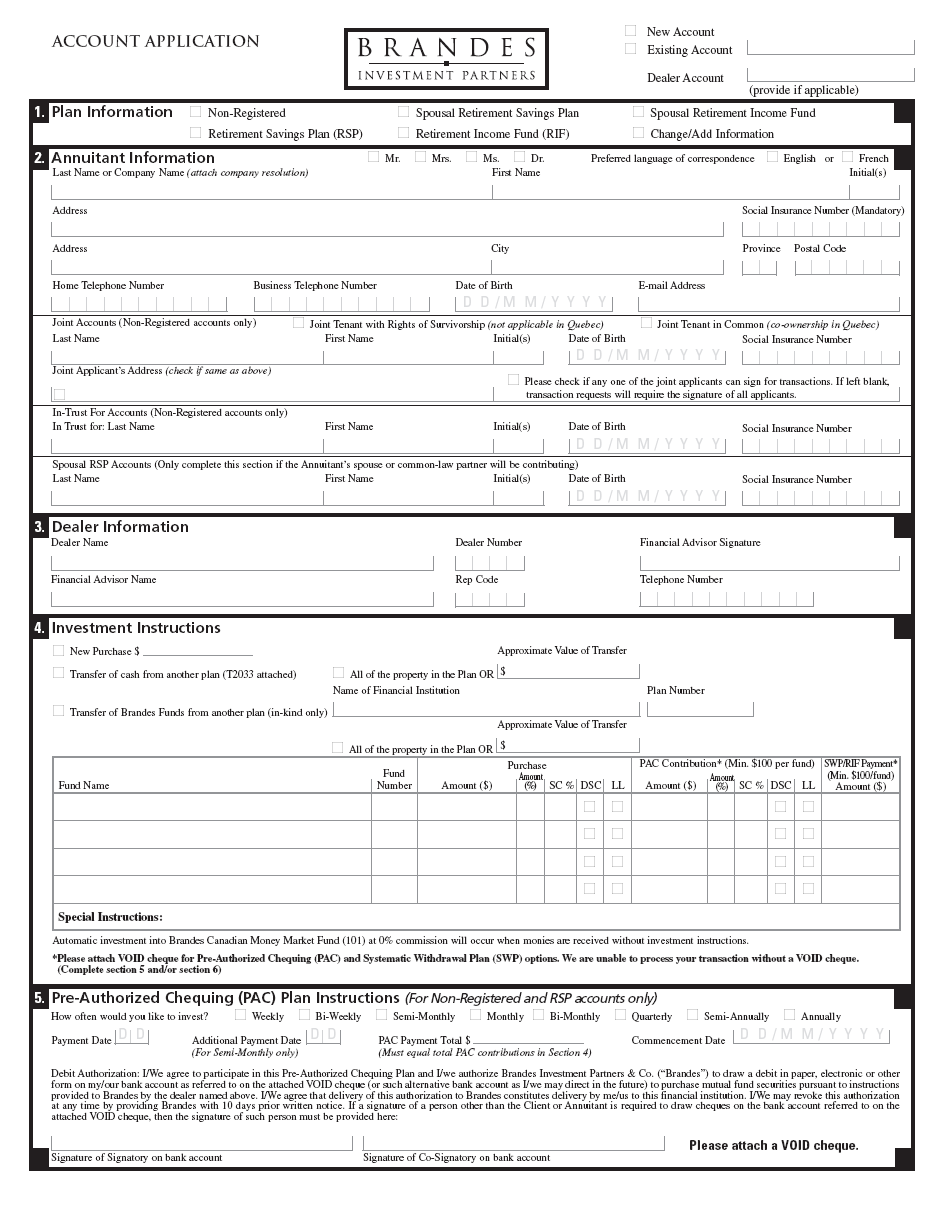 ACCOUNT APPLICATION
BRANDES
INVESTMENT PARTNERS
New Account
Existing Account
Dealer Account
(provide if applicable)
1. Plan Information
Non-Registered Spousal Retirement Savings Plan Spousal Retirement Income Fund
Retirement Savings Plan (RSP) Retirement Income Fund (RIF) Change/Add Information
2. Annuitant Information Mr. Mrs. Ms. Dr. Preferred language of correspondence English or French
Last Name or Company Name (attach company resolution) First Name Initial(s)
Address Social Insurance Number (Mandatory)
Address City Province Postal Code
Home Telephone Number Business Telephone Number Date of Birth E-mail Address
D D / M M / Y Y Y Y
Joint Accounts (Non-Registered accounts only) Joint Tenant with Rights of Survivorship (not applicable in Quebec) Joint Tenant in Common (co-ownership in Quebec)
Last Name First Name Initial(s) Date of Birth Social Insurance Number
D D / M M / Y Y Y Y
Joint Applicant's Address (check if same as above)
Please check if any one of the joint applicants can sign for transactions. If left blank,
transaction requests will require the signature of all applicants.
In-Trust For Accounts (Non-Registered accounts only)
In Trust for: Last Name First Name Initial(s) Date of Birth Social Insurance Number
D D / M M / Y Y Y Y
Spousal RSP Accounts (Only complete this section if the Annuitant's spouse or common-law partner will be contributing)
Last Name First Name Initial(s) Date of Birth Social Insurance Number
D D / M M / Y Y Y Y
3. Dealer Information
Dealer Name Dealer Number Financial Advisor Signature
Financial Advisor Name Rep Code Telephone Number
4. Investment Instructions
New Purchase $ Approximate Value of Transfer
Transfer of cash from another plan (T2033 attached) All of the property in the Plan OR $
Name of Financial Institution Plan Number
Transfer of Brandes Funds from another plan (in-kind only)
Approximate Value of Transfer
All of the property in the Plan OR $
Purchase PAC Contribution* (Min. $100 per fund) SWP/RIF Payment*
(Min. $100/fund)
Fund Name Fund Number Amount ($) Amount (%) SC % DSC LL Amount ($) Amount (%) SC % DSC LL Amount ($)
Special Instructions:
Automatic investment into Brandes Canadian Money Market Fund (101) at 0% commission will occur when monies are received without investment instructions.
*Please attach VOID cheque for Pre-Authorized Chequing (PAC) and Systematic Withdrawal Plan (SWP) options. We are unable to process your transaction without a VOID cheque.
(Complete section 5 and/or section 6)
5. Pre-Authorized Chequing (PAC) Plan Instructions (For Non-Registered and RSP accounts only)
How often would you like to invest? Weekly Bi-Weekly Semi-Monthly Monthly Bi-Monthly Quarterly Semi-Annually Annually
Payment Date D D Additional Payment Date D D PAC Payment Total $ Commencement Date D D / M M / Y Y Y Y
(For Semi-Monthly only) (Must equal total PAC contributions in Section 4)
Debit Authorization: I/We agree to participate in this Pre-Authorized Chequing Plan and I/we authorize Brandes Investment Partners & Co. ("Brandes") to draw a debit in paper, electronic or other
form on my/our bank account as referred to on the attached VOID cheque (or such alternative bank account as I/we may direct in the future) to purchase mutual fund securities pursuant to instructions
provided to Brandes by the dealer named above. I/We agree that delivery of this authorization to Brandes constitutes delivery by me/us to this financial institution. I/We may revoke this authorization
at any time by providing Brandes with 10 days prior written notice. If a signature of a person other than the Client or Annuitant is required to draw cheques on the bank account referred to on the
attached VOID cheque, then the signature of such person must be provided here:
Please attach a VOID cheque.
Signature of Signatory on bank account Signature of Co-Signatory on bank account